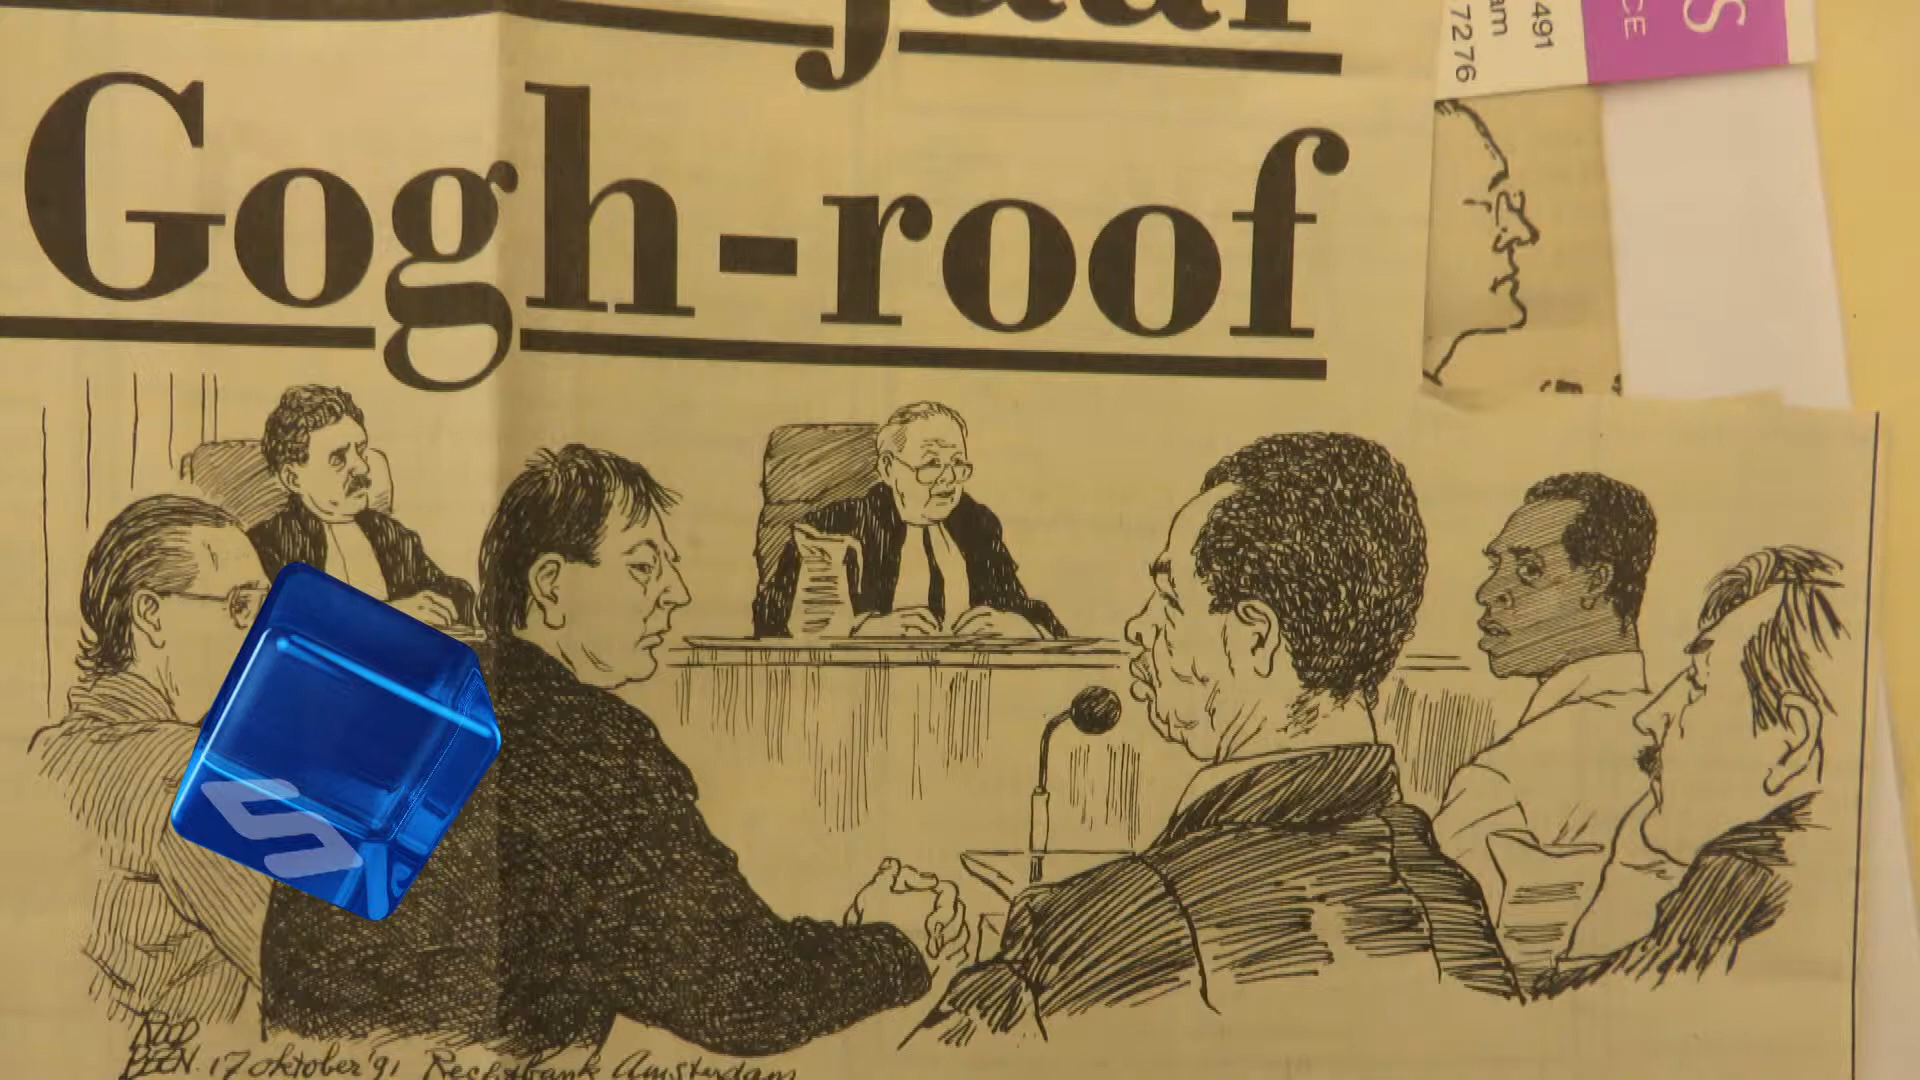 jaar
Gogh-roof
491
am
7276
CE
S
17 oktober '91 Rechtbank Amsterdam